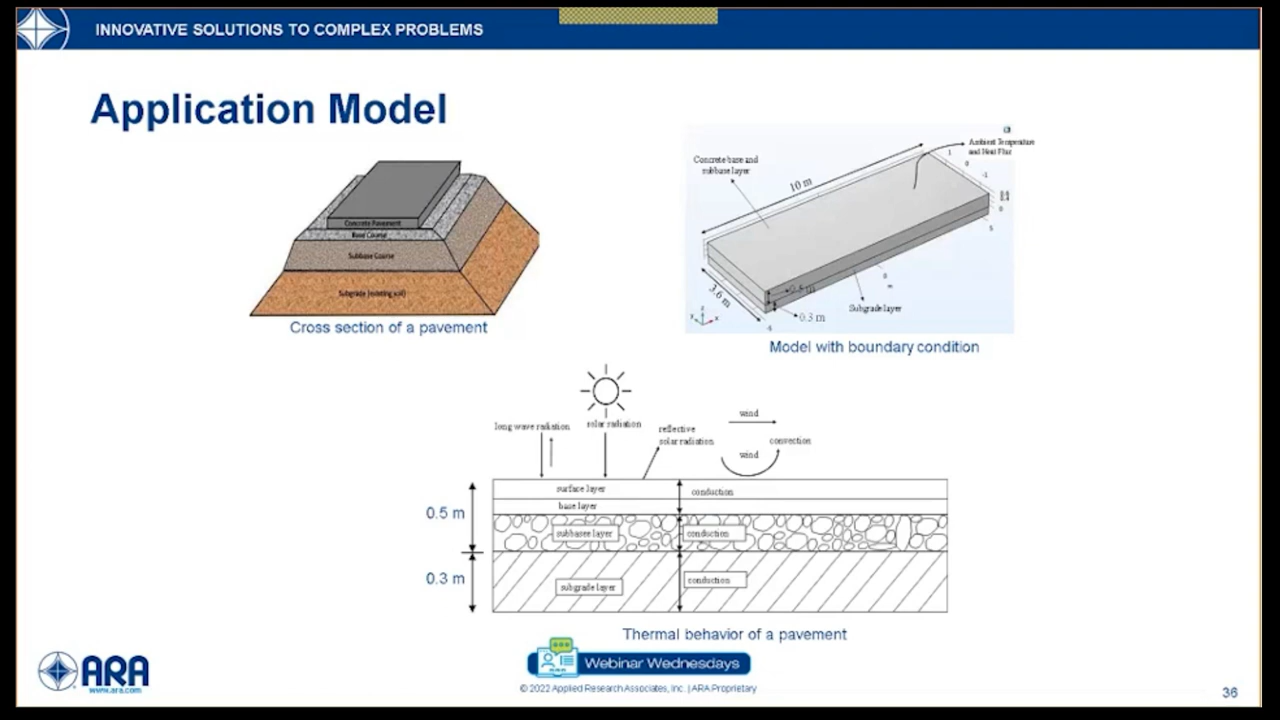 INNOVATIVE SOLUTIONS TO COMPLEX PROBLEMS
Application Model
Concrete Pavement
Base Course
Subbase Course
Subgrade (existing soil)
Cross section of a pavement
Ambient Temperature
and Heat Flux
Concrete base and
subbase layer
10 m
3.6 m
0.3 m
Subgrade layer
m
Model with boundary condition
long wave radiation
solar radiation
reflective
solar radiation
wind
wind
convection
surface layer
conduction
base layer
0.5 m
subbasee layer
conduction
0.3 m
subgrade layer
conduction
Thermal behavior of a pavement
ARA
www.ara.com
Webinar Wednesdays
© 2022 Applied Research Associates, Inc. | ARA Proprietary
36